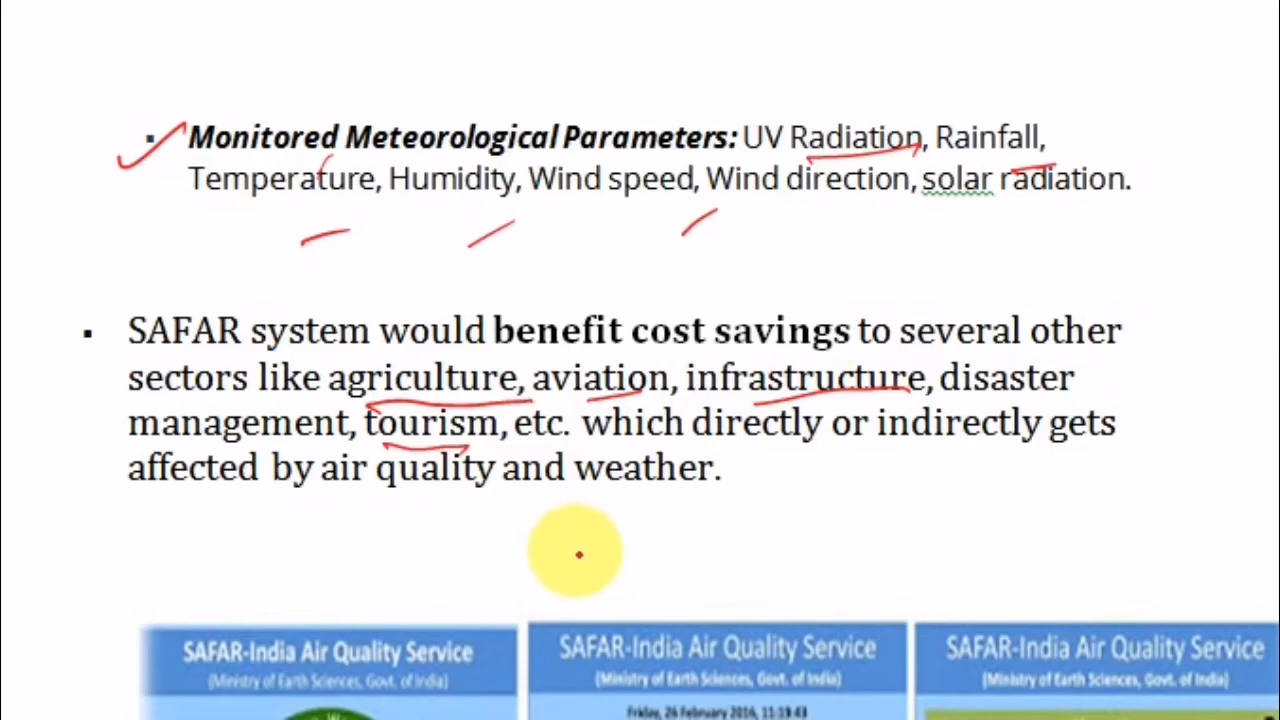 ▪ Monitored Meteorological Parameters: UV Radiation, Rainfall,
Temperature, Humidity, Wind speed, Wind direction, solar radiation.
▪ SAFAR system would benefit cost savings to several other
sectors like agriculture, aviation, infrastructure, disaster
management, tourism, etc. which directly or indirectly gets
affected by air quality and weather.
SAFAR-India Air Quality Service
(Ministry of Earth Sciences, Govt. of India)
SAFAR-India Air Quality Service
(Ministry of Earth Sciences, Govt. of India)
Friday, 26 February 2016, 11:19:43
SAFAR-India Air Quality Service
(Ministry of Earth Sciences, Govt. of India)